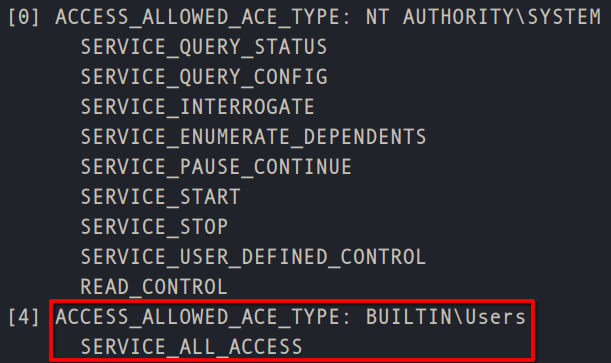 [0] ACCESS_ALLOWED_ACE_TYPE: NT AUTHORITY\SYSTEM
SERVICE_QUERY_STATUS
SERVICE_QUERY_CONFIG
SERVICE_INTERROGATE
SERVICE_ENUMERATE_DEPENDENTS
SERVICE_PAUSE_CONTINUE
SERVICE_START
SERVICE_STOP
SERVICE_USER_DEFINED_CONTROL
READ_CONTROL
[4] ACCESS_ALLOWED_ACE_TYPE: BUILTIN\Users
SERVICE_ALL_ACCESS